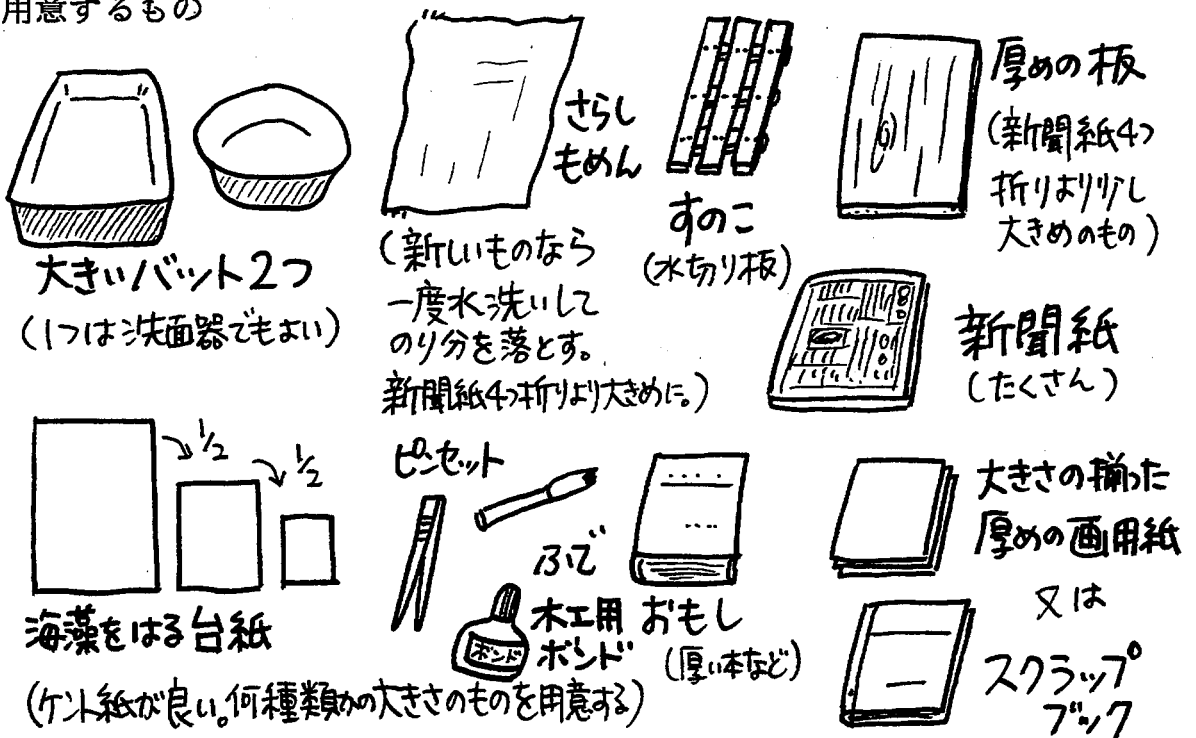 用意するもの
大きいバット2つ
(1つは洗面器でもよい)
さらし
もめん
(新しいものなら
一度水洗いして
のり分を落とす。
新聞紙4つ折りより大きめに。)
すのこ
(水切り板)
厚めの板
(新聞紙4つ
折りより少し
大きめのもの)
新聞紙
(たくさん)
1/2
1/2
海藻をはる台紙
(ケント紙が良い。何種類かの大きさのものを用意する)
ピンセット
ふで
木工用
ボンド
ボンド
おもし
(厚い本など)
大きさの揃った
厚めの画用紙
又は
スクラップ
ブック